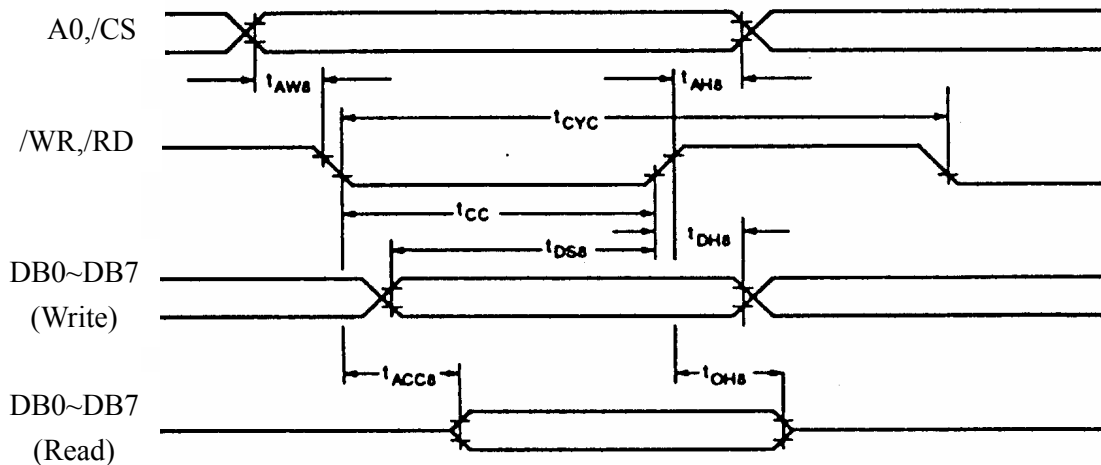 A0,/CS
tAW8
tAH8
tCYC
/WR,/RD
tCC
tDH8
tDS8
DB0~DB7
(Write)
tACC8
tOH8
DB0~DB7
(Read)